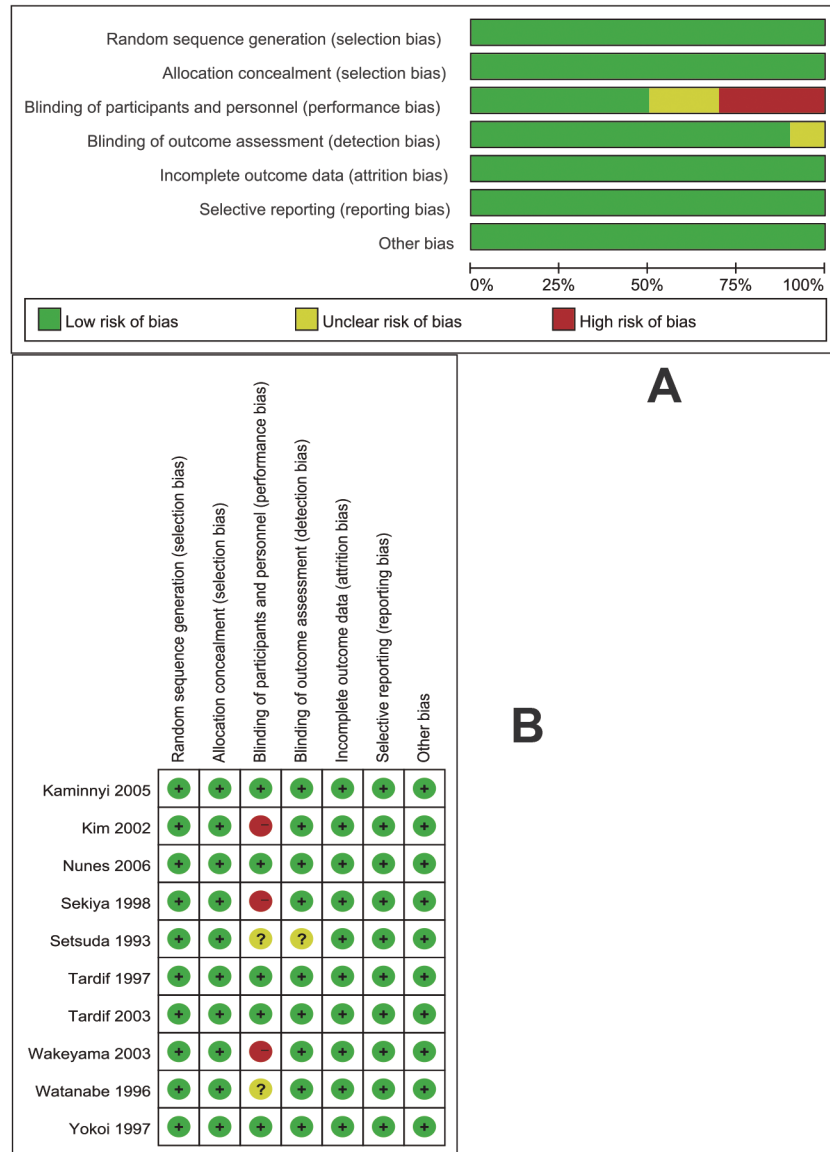 Random sequence generation (selection bias)
Allocation concealment (selection bias)
Blinding of participants and personnel (performance bias)
Blinding of outcome assessment (detection bias)
Incomplete outcome data (attrition bias)
Selective reporting (reporting bias)
Other bias
0% 25% 50% 75% 100%
Low risk of bias Unclear risk of bias High risk of bias
A
Random sequence generation (selection bias)
Allocation concealment (selection bias)
Blinding of participants and personnel (performance bias)
Blinding of outcome assessment (detection bias)
Incomplete outcome data (attrition bias)
Selective reporting (reporting bias)
Other bias
B
Kaminnyi 2005 + + + + + + +
Kim 2002 + + - + + + +
Nunes 2006 + + + + + + +
Sekiya 1998 + + - + + + +
Setsuda 1993 + + ? ? + + +
Tardif 1997 + + + + + + +
Tardif 2003 + + + + + + +
Wakeyama 2003 + + - + + + +
Watanabe 1996 + + ? + + + +
Yokoi 1997 + + + + + + +